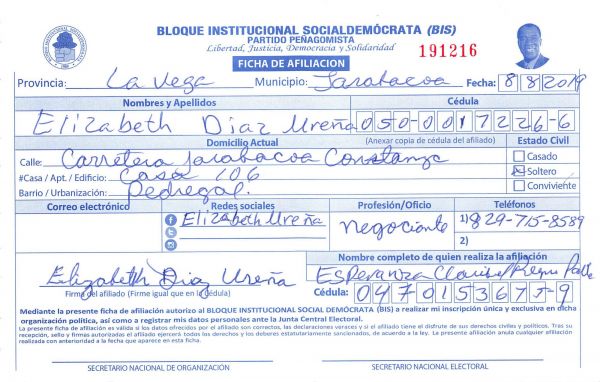 BLOQUE INSTITUCIONAL SOCIALDEMÓCRATA (BIS)
PARTIDO PEÑAGOMISTA
Libertad, Justicia, Democracia y Solidaridad
FICHA DE AFILIACION
191216
Provincia: La Vega Municipio: Jarabacoa Fecha: 8/8/2019
Nombres y Apellidos Cédula
Elizabeth Diaz Ureña 050-0017226-6
Domicilio Actual (Anexar copia de cédula del afiliado) Estado Civil
Calle: Carretera Jarabacoa Constanza Casado
#Casa / Apt. / Edificio: Casa 106 Soltero
Barrio / Urbanización: Pedregal. Conviviente
Correo electrónico Redes sociales Profesión/Oficio Teléfonos
Elizabeth Ureña negociante 1) 829-715-8589
2)
Nombre completo de quien realiza la afiliación
Elizabeth Diaz Ureña Esperanza
Firma del afiliado (Firme igual que en la cédula) Cédula: 047015367-9
Mediante la presente ficha de afiliación autorizo al BLOQUE INSTITUCIONAL SOCIAL DEMÓCRATA (BIS) a realizar mi inscripción única y exclusiva en dicha
organización política, así como a registrar mis datos personales ante la Junta Central Electoral.
La presente ficha de afiliación es válida si los datos ofrecidos por el afiliado son correctos, las declaraciones veraces y si el afiliado tiene el disfrute de sus derechos civiles y políticos. Tras su
recepción, sello y firmas autorizadas el afiliado ejercerá todos los derechos y los deberes estatutariamente sancionados, de acuerdo a la ley. La presente afiliación anula cualquier afiliación
realizada con anterioridad a la fecha que aparece en esta ficha.
SECRETARIO NACIONAL DE ORGANIZACIÓN SECRETARIO NACIONAL ELECTORAL